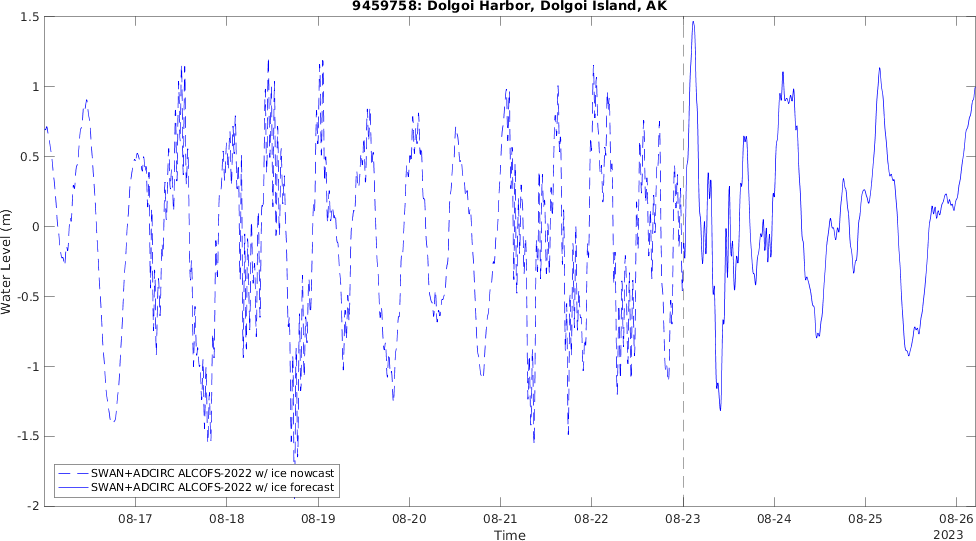 9459758: Dolgoi Harbor, Dolgoi Island, AK
1.5
1
0.5
0
-0.5
-1
-1.5
-2
Water Level (m)
SWAN+ADCIRC ALCOFS-2022 w/ ice nowcast
SWAN+ADCIRC ALCOFS-2022 w/ ice forecast
08-17 08-18 08-19 08-20 08-21 08-22 08-23 08-24 08-25 08-26
Time
2023